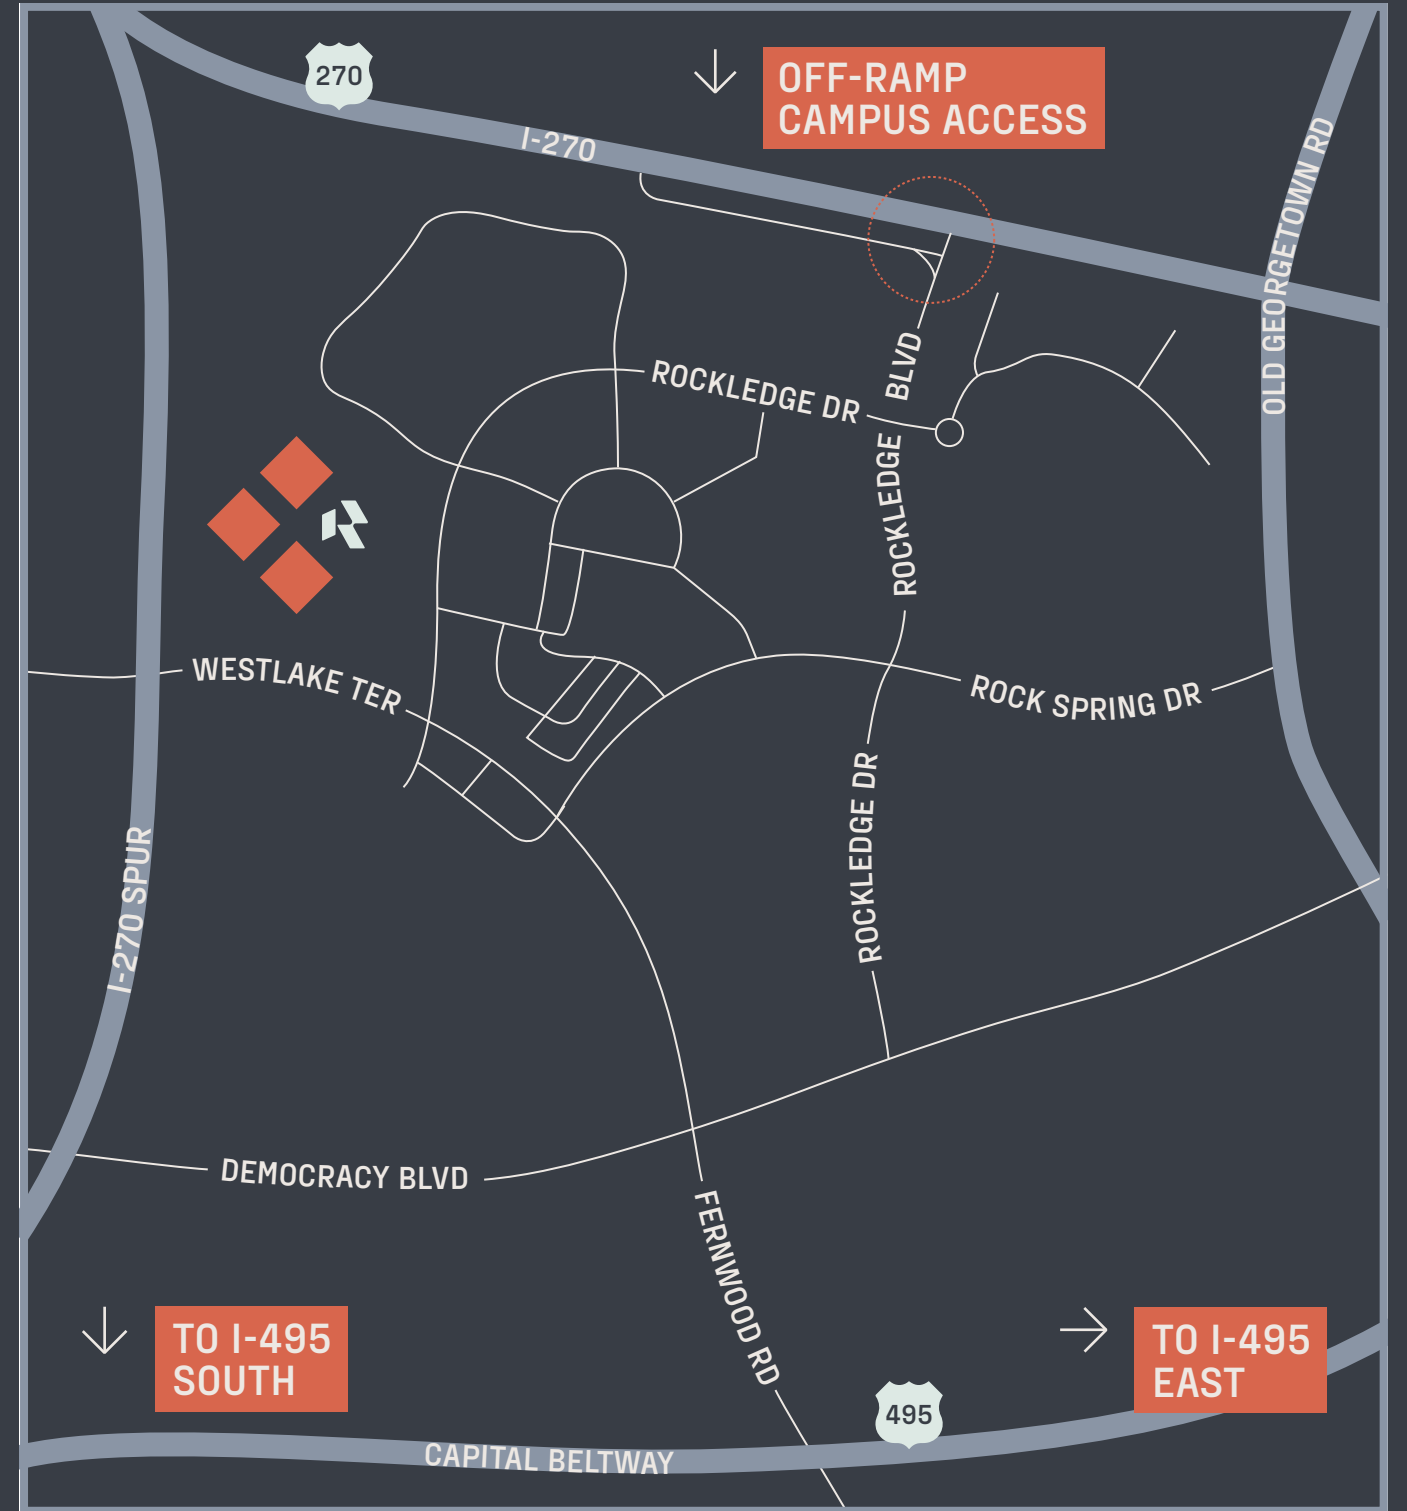 270
OFF-RAMP
CAMPUS ACCESS
I-270
OLD GEORGETOWN RD
BLVD
ROCKLEDGE DR
ROCKLEDGE
WESTLAKE TER
ROCK SPRING DR
ROCKLEDGE DR
I-270 SPUR
DEMOCRACY BLVD
FERNWOOD RD
TO I-495
SOUTH
TO I-495
EAST
495
CAPITAL BELTWAY